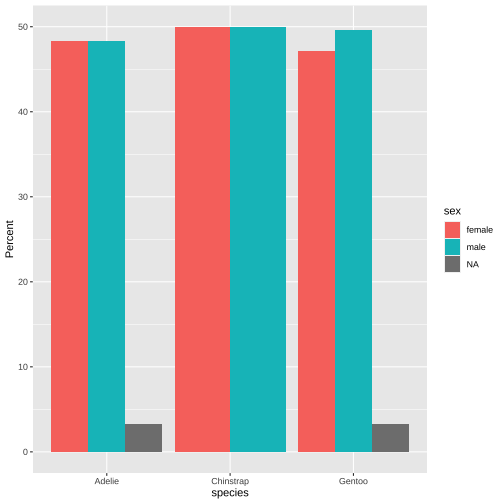 50
40
30
20
10
0
Percent
Adelie
Chinstrap
Gentoo
species
sex
female
male
NA